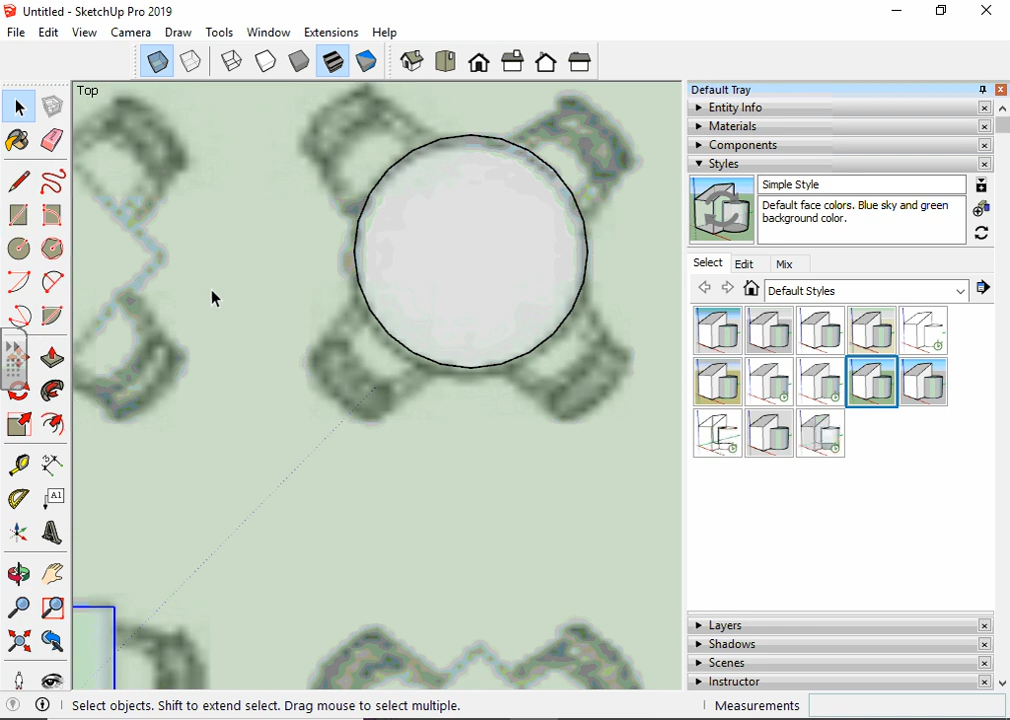 Untitled - SketchUp Pro 2019
File Edit View Camera Draw Tools Window Extensions Help
Top
Default Tray
Entity Info
Materials
Components
Styles
Simple Style
Default face colors. Blue sky and green
background color.
Select Edit Mix
Default Styles
A1
Layers
Shadows
Scenes
Instructor
Select objects. Shift to extend select. Drag mouse to select multiple.
Measurements